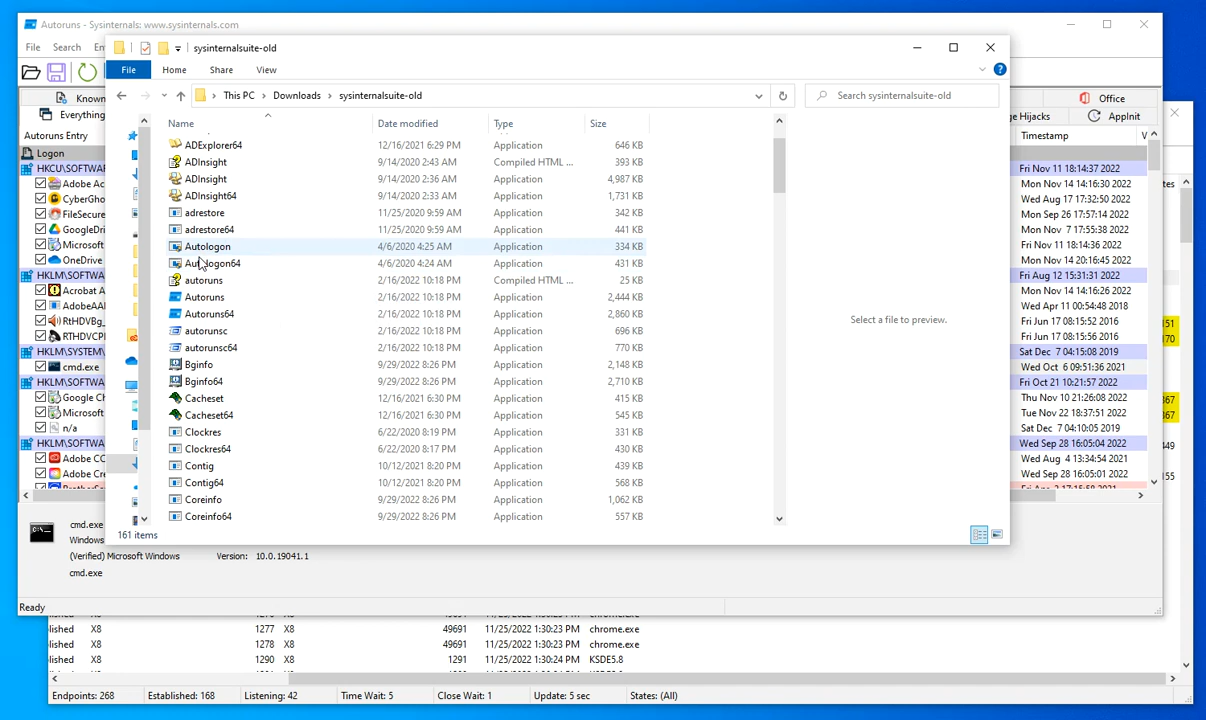 Autoruns - Sysinternals: www.sysinternals.com
File Search En
sysinternalsuite-old
File Home Share View
This PC > Downloads > sysinternalsuite-old
Search sysinternalsuite-old
Known
Office
Everything
ge Hijacks AppInit
Autoruns Entry
Timestamp V
Name Date modified Type Size
Logon
ADExplorer64 12/16/2021 6:29 PM Application 646 KB
HKCU\SOFTWAR Fri Nov 11 18:14:37 2022
ADInsight 9/14/2020 2:43 AM Compiled HTML ... 393 KB
Adobe Ac Mon Nov 14 14:16:30 2022
ADInsight 9/14/2020 2:36 AM Application 4,987 KB
CyberGho Wed Aug 17 17:32:50 2022
ADInsight64 9/14/2020 2:33 AM Application 1,731 KB
FileSecure Mon Sep 26 17:57:14 2022
adrestore 11/25/2020 9:59 AM Application 342 KB
GoogleDri Mon Nov 7 17:55:38 2022
adrestore64 11/25/2020 9:59 AM Application 441 KB
Microsoft Fri Nov 11 18:14:36 2022
Autologon 4/6/2020 4:25 AM Application 334 KB
OneDrive Mon Nov 14 20:16:45 2022
Autologon64 4/6/2020 4:24 AM Application 431 KB
HKLM\SOFTWA Fri Aug 12 15:31:31 2022
autoruns 2/16/2022 10:18 PM Compiled HTML ... 25 KB
Acrobat A Mon Nov 14 14:16:26 2022
Autoruns 2/16/2022 10:18 PM Application 2,444 KB
AdobeAAI Wed Apr 11 00:54:48 2018
Autoruns64 2/16/2022 10:18 PM Application 2,860 KB
RtHDVBg_ Fri Jun 17 08:15:52 2016
autorunsc 2/16/2022 10:18 PM Application 696 KB
RTHDVCPI Fri Jun 17 08:15:56 2016
autorunsc64 2/16/2022 10:18 PM Application 770 KB
HKLM\SYSTEM\ Sat Dec 7 04:15:08 2019
Bginfo 9/29/2022 8:26 PM Application 2,148 KB
cmd.exe Wed Oct 6 09:51:36 2021
Bginfo64 9/29/2022 8:26 PM Application 2,710 KB
HKLM\SOFTWA Fri Oct 21 10:21:57 2022
Cacheset 12/16/2021 6:30 PM Application 415 KB
Google Ch Thu Nov 10 21:26:08 2022
Cacheset64 12/16/2021 6:30 PM Application 545 KB
Microsoft Tue Nov 22 18:37:51 2022
Clockres 6/22/2020 8:19 PM Application 331 KB
n/a Sat Dec 7 04:10:05 2019
Clockres64 6/22/2020 8:17 PM Application 430 KB
HKLM\SOFTWA Wed Sep 28 16:05:04 2022
Contig 10/12/2021 8:20 PM Application 439 KB
Adobe CC Wed Aug 4 13:34:54 2021
Contig64 10/12/2021 8:20 PM Application 568 KB
Adobe Cre Wed Sep 28 16:05:01 2022
Coreinfo 9/29/2022 8:26 PM Application 1,062 KB
Coreinfo64 9/29/2022 8:26 PM Application 557 KB
Select a file to preview.
tes
151
170
367
367
449
155
161 items
cmd.exe
Windows
(Verified) Microsoft Windows Version: 10.0.19041.1
cmd.exe
Ready
1277 X8 49691 11/25/2022 1:30:23 PM chrome.exe
lished X8 1278 X8 49691 11/25/2022 1:30:23 PM chrome.exe
lished X8 1290 X8 1291 11/25/2022 1:30:24 PM KSDE5.8
Endpoints: 268 Established: 168 Listening: 42 Time Wait: 5 Close Wait: 1 Update: 5 sec States: (All)